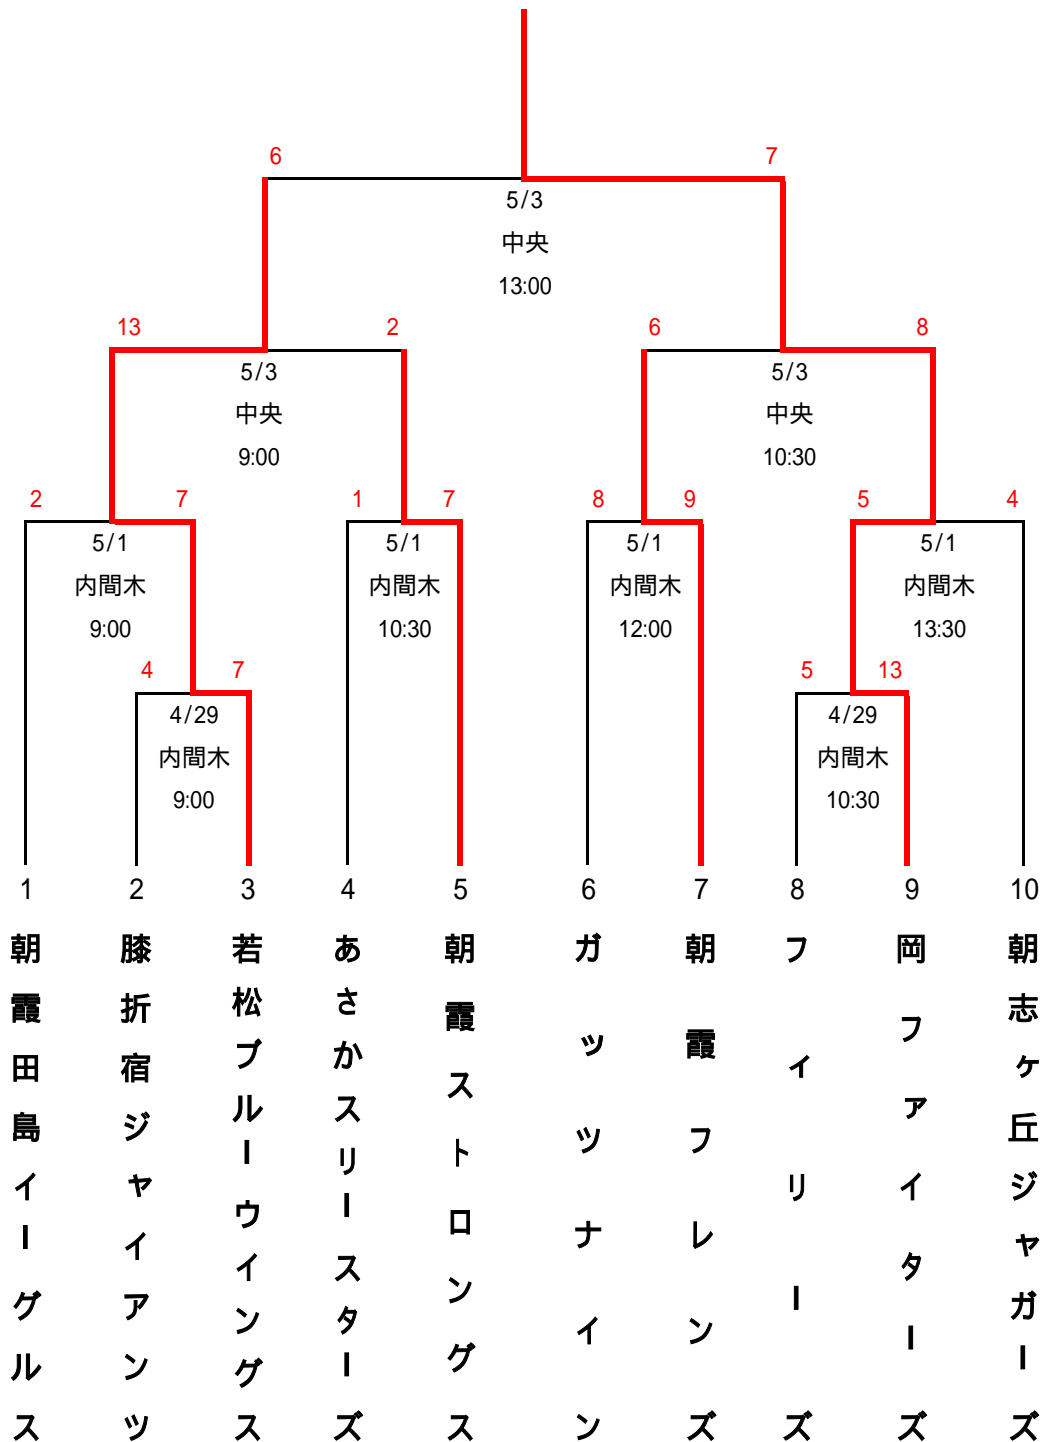 6 7
5/3
中央
13:00
13 2 6 8
5/3 5/3
中央 中央
9:00 10:30
2 7 1 7 8 9 5 4
5/1 5/1 5/1 5/1
内間木 内間木 内間木 内間木
9:00 10:30 12:00 13:30
4 7 5 13
4/29 4/29
内間木 内間木
9:00 10:30
1 2 3 4 5 6 7 8 9 10
朝霞田島イーグルス
膝折宿ジャイアンツ
若松ブルーウイングス
あさかスリースターズ
朝霞ストロングス
ガッツナイン
朝霞フレンズ
フィリーズ
岡ファイターズ
朝志ヶ丘ジャガーズ